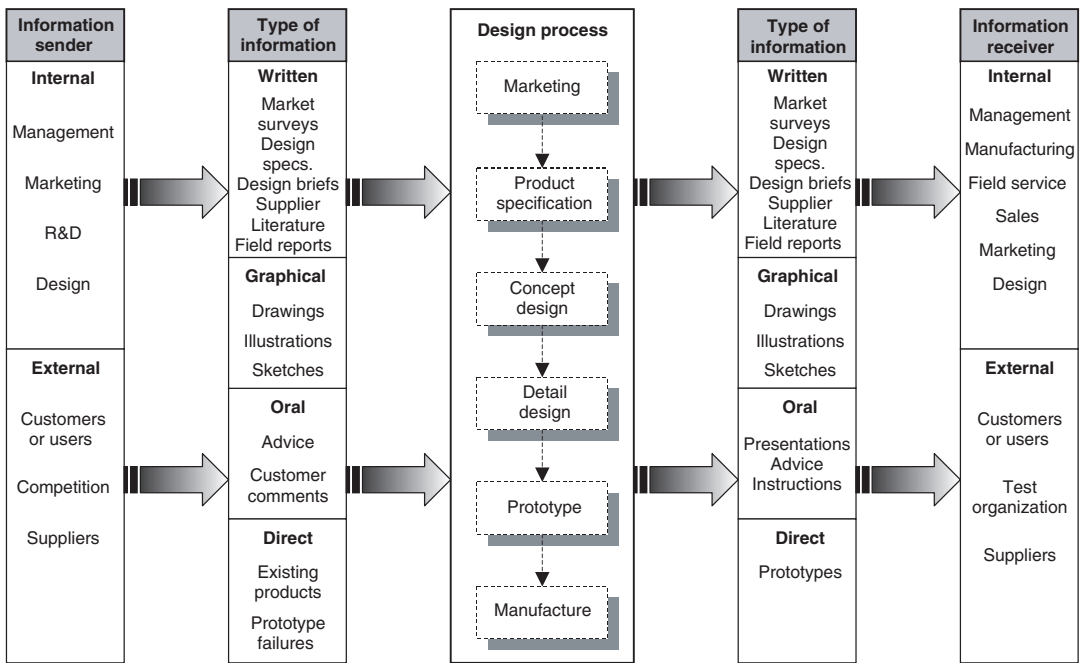 Information
sender
Internal
Management
Marketing
R&D
Design
External
Customers
or users
Competition
Suppliers
Type of
information
Written
Market
surveys
Design
specs.
Design briefs
Supplier
Literature
Field reports
Graphical
Drawings
Illustrations
Sketches
Oral
Advice
Customer
comments
Direct
Existing
products
Prototype
failures
Design process
Marketing
Product
specification
Concept
design
Detail
design
Prototype
Manufacture
Type of
information
Written
Market
surveys
Design
specs.
Design briefs
Supplier
Literature
Field reports
Graphical
Drawings
Illustrations
Sketches
Oral
Presentations
Advice
Instructions
Direct
Prototypes
Information
receiver
Internal
Management
Manufacturing
Field service
Sales
Marketing
Design
External
Customers
or users
Test
organization
Suppliers